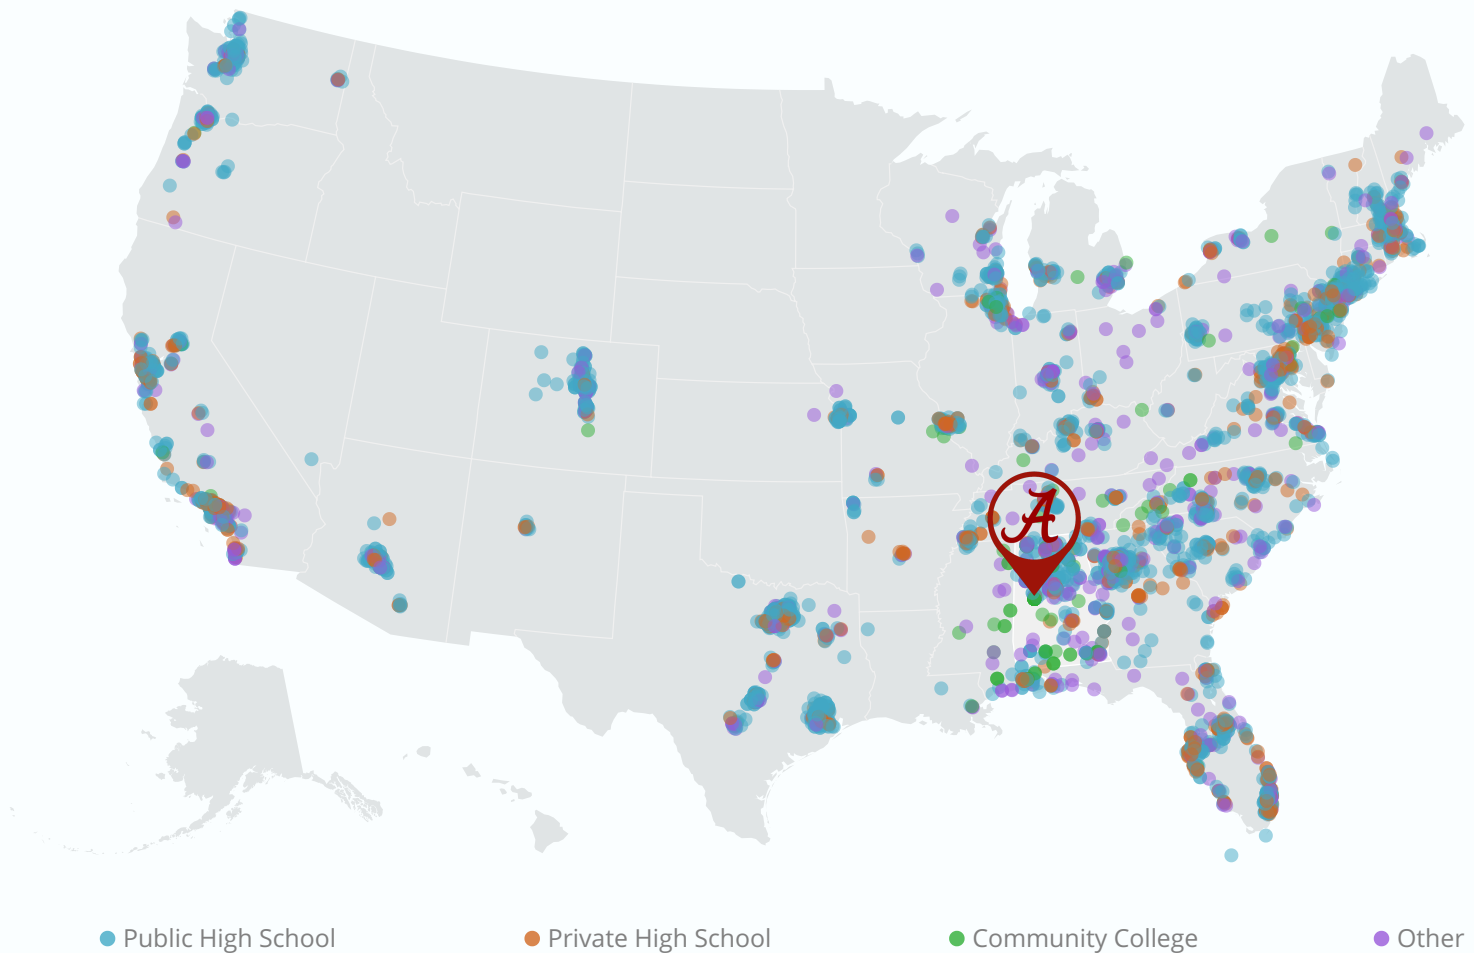 A
Public High School
Private High School
Community College
Other